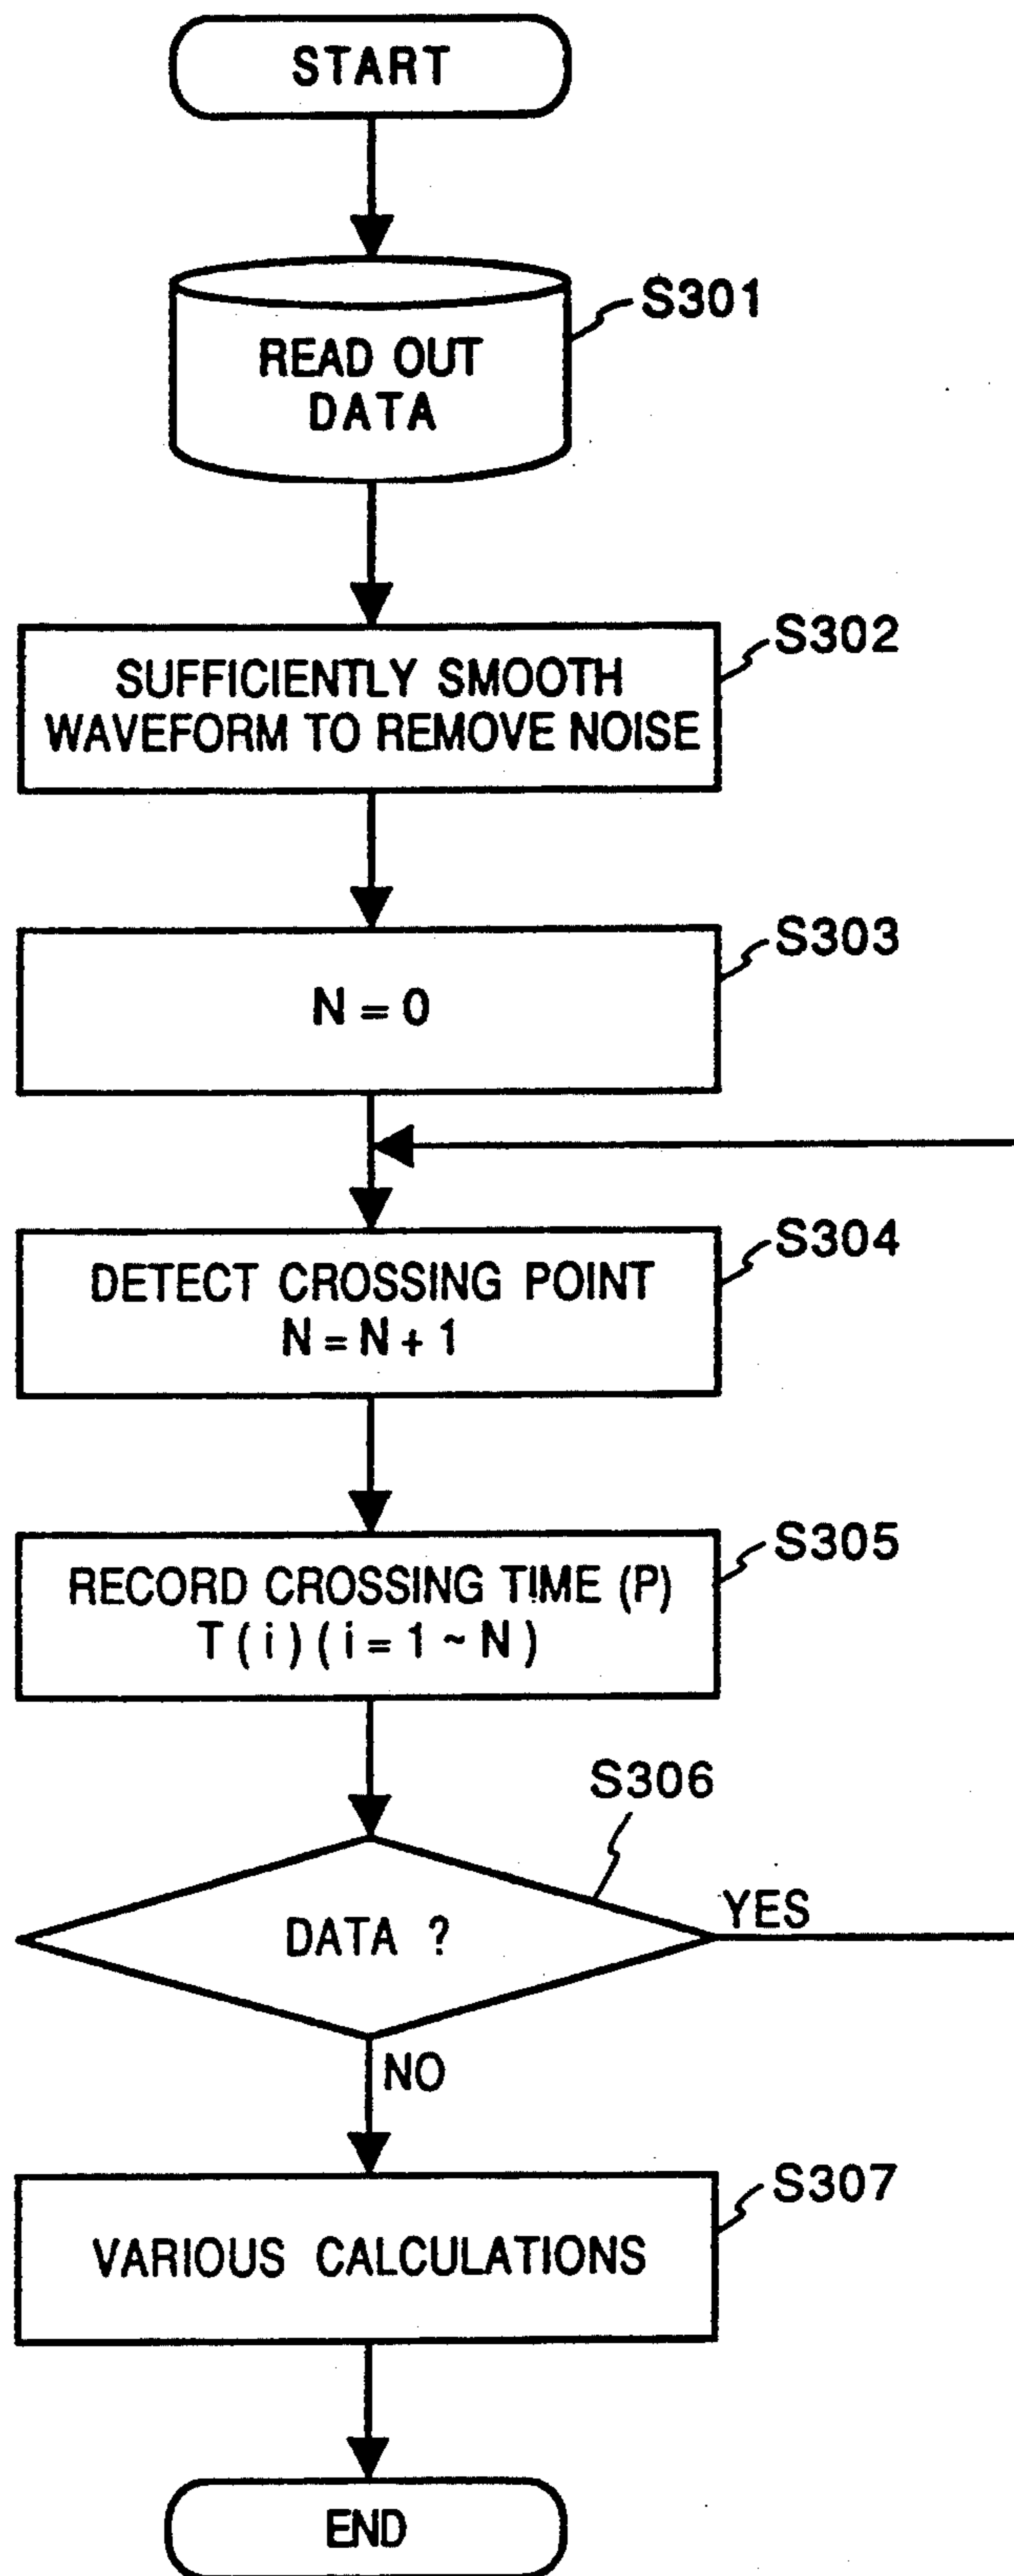 START
READ OUT
DATA
S301
SUFFICIENTLY SMOOTH
WAVEFORM TO REMOVE NOISE
S302
N = 0
S303
DETECT CROSSING POINT
N = N + 1
S304
RECORD CROSSING TIME (P)
T ( i ) ( i = 1 ~ N )
S305
S306
DATA ?
YES
NO
VARIOUS CALCULATIONS
S307
END